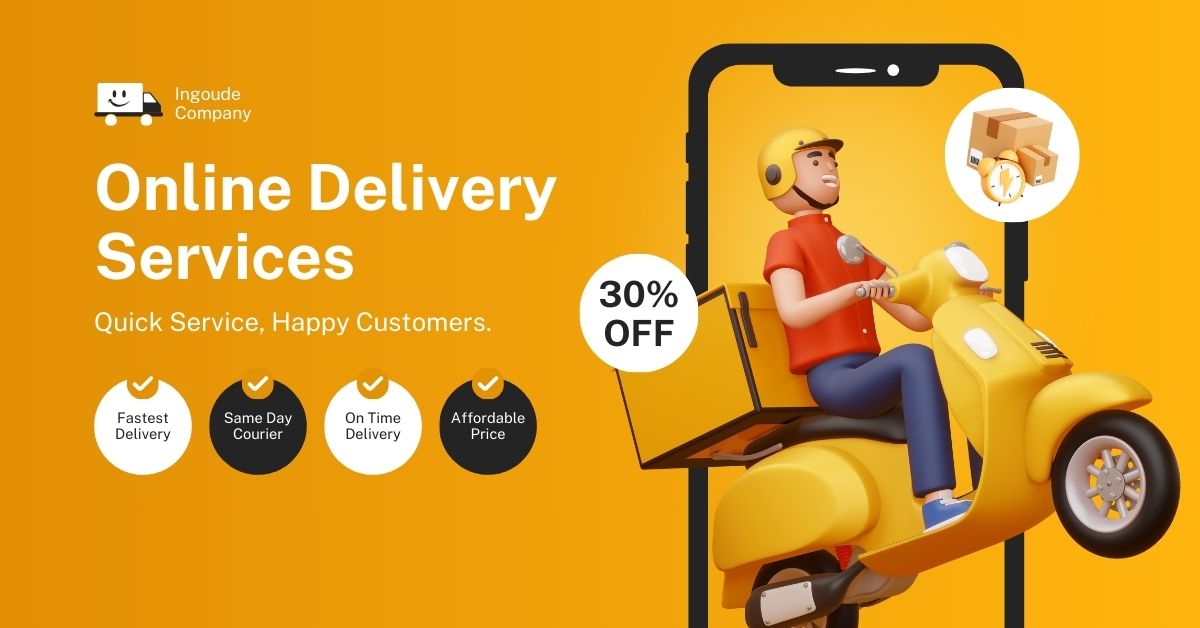 Ingoude
Company
Online Delivery
Services
Quick Service, Happy Customers.
30%
OFF
Fastest
Delivery
Same Day
Courier
On Time
Delivery
Affordable
Price